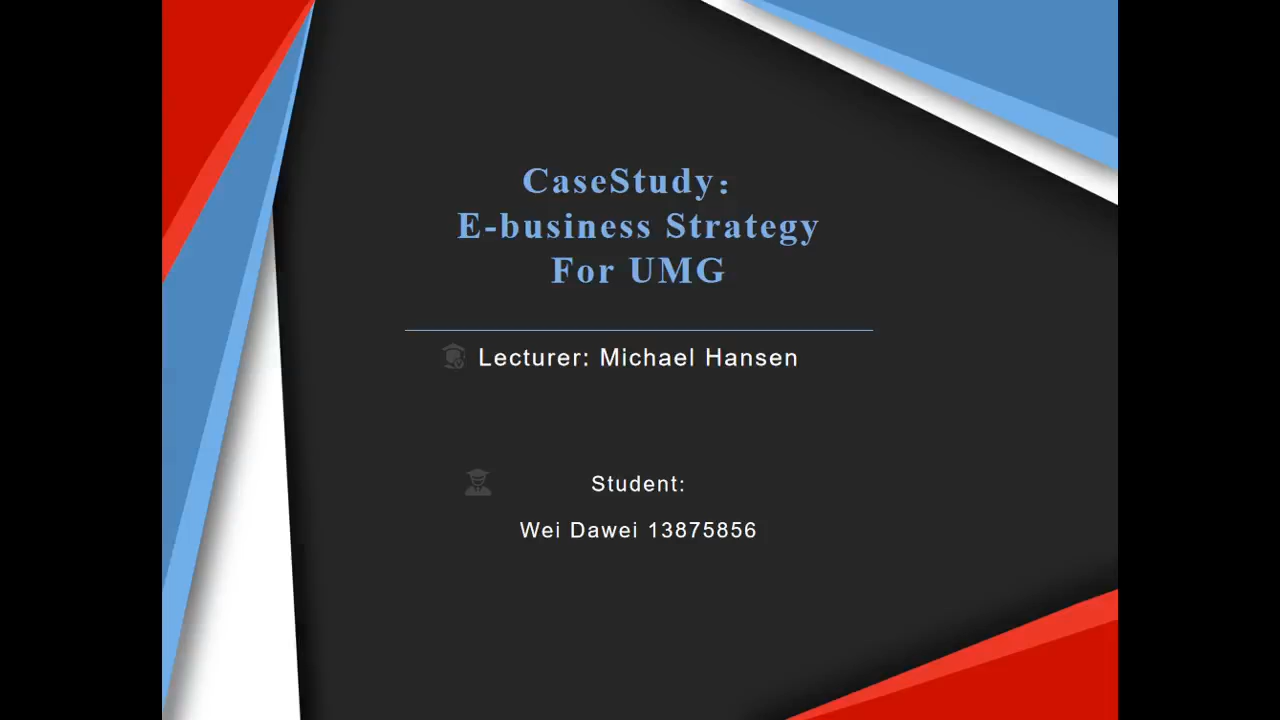 CaseStudy：
E-business Strategy
For UMG
Lecturer: Michael Hansen
Student:
Wei Dawei 13875856